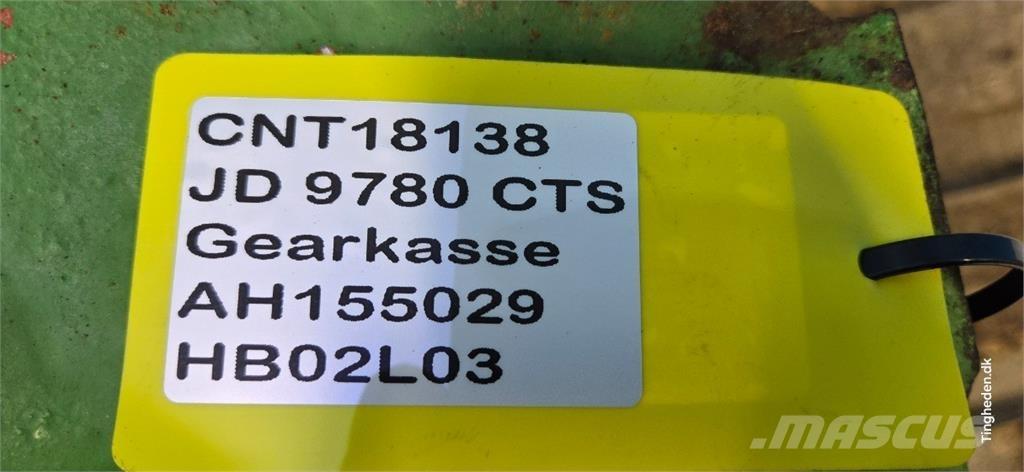 CNT18138
JD 9780 CTS
Gearkasse
AH155029
HB02L03
Tingheden.dk
MASCUS